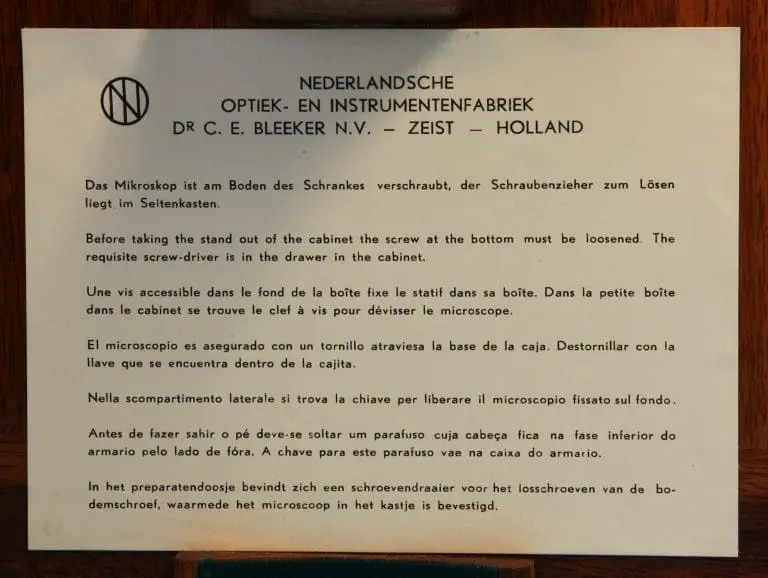 NEDERLANDSCHE
OPTIEK- EN INSTRUMENTENFABRIEK
DR C. E. BLEEKER N.V. – ZEIST – HOLLAND
Das Mikroskop ist am Boden des Schrankes verschraubt, der Schraubenzieher zum Lösen
liegt im Seitenkasten.
Before taking the stand out of the cabinet the screw at the bottom must be loosened. The
requisite screw-driver is in the drawer in the cabinet.
Une vis accessible dans le fond de la boîte fixe le statif dans sa boîte. Dans la petite boîte
dans le cabinet se trouve le clef à vis pour dévisser le microscope.
El microscopio es asegurado con un tornillo atraviesa la base de la caja. Destornillar con la
llave que se encuentra dentro de la cajita.
Nella scompartimento laterale si trova la chiave per liberare il microscopio fissato sul fondo.
Antes de fazer sahir o pé deve-se soltar um parafuso cuja cabeça fica na fase inferior do
armario pelo lado de fóra. A chave para este parafuso vae na caixa do armario.
In het preparatendoosje bevindt zich een schroevendraaier voor het losschroeven van de bo-
demschroef, waarmede het microscoop in het kastje is bevestigd.